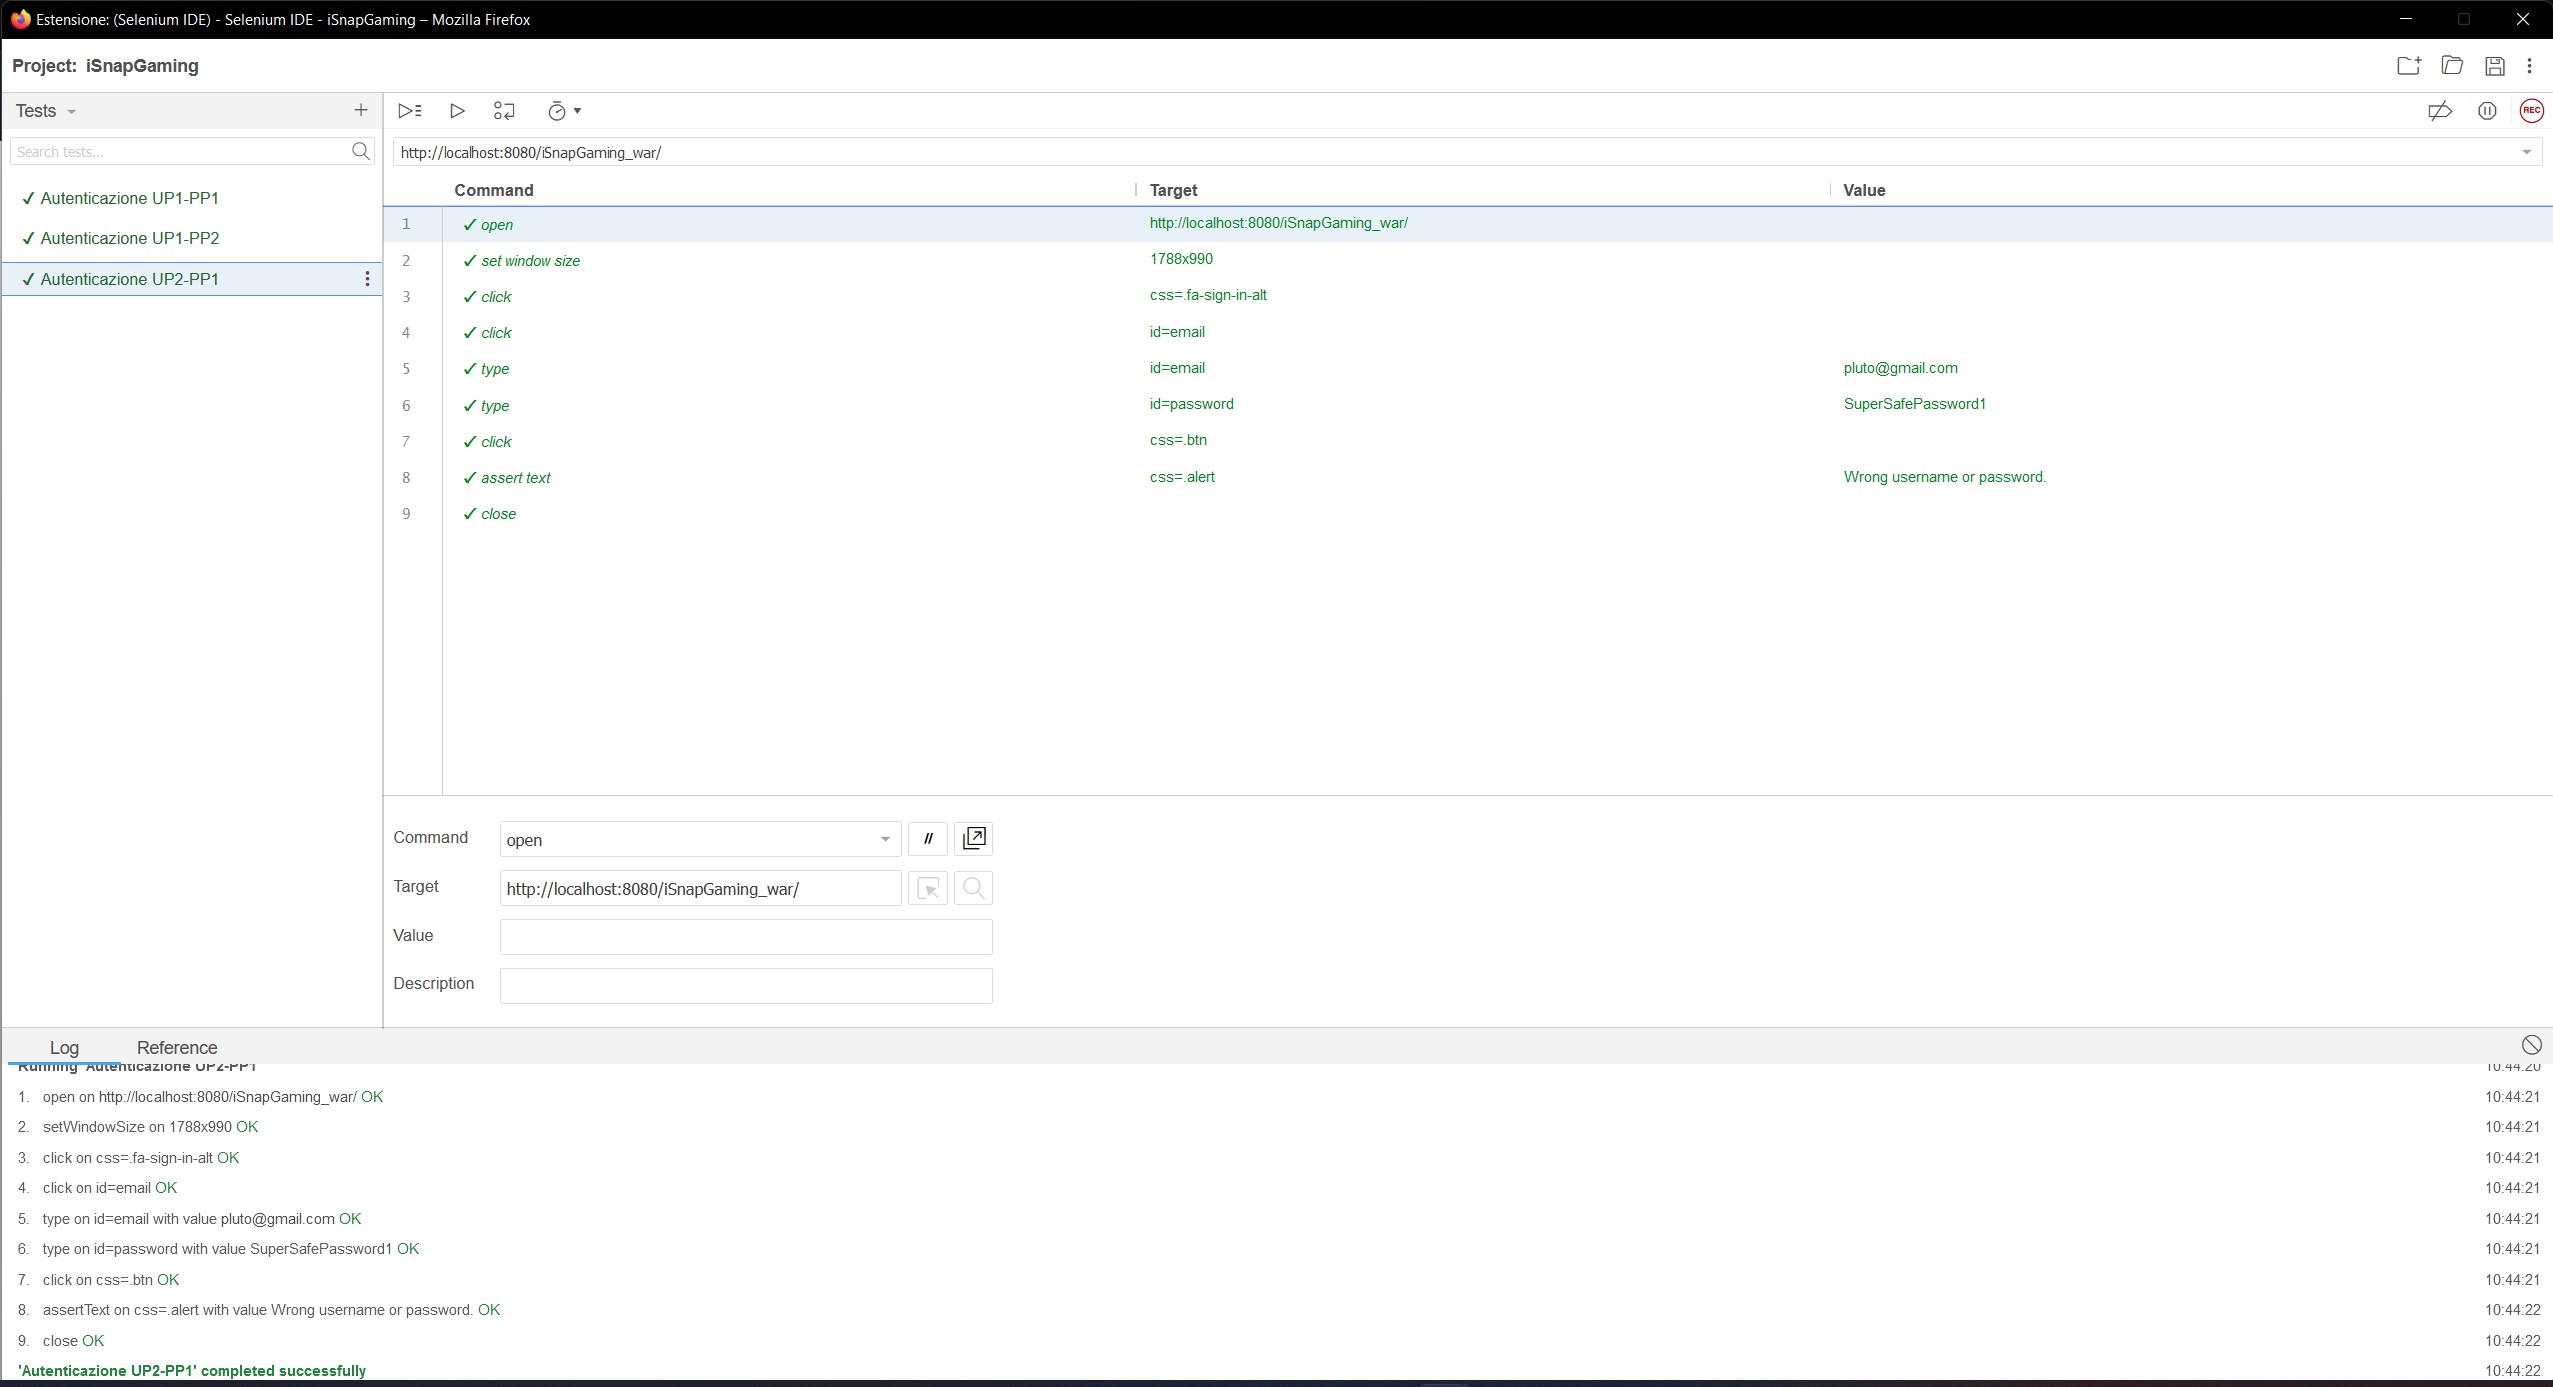 Estensione: (Selenium IDE) - Selenium IDE - iSnapGaming – Mozilla Firefox
Project: iSnapGaming
Tests
Search tests...
✓ Autenticazione UP1-PP1
✓ Autenticazione UP1-PP2
✓ Autenticazione UP2-PP1
REC
http://localhost:8080/iSnapGaming_war/
Command Target Value
1 ✓ open http://localhost:8080/iSnapGaming_war/
2 ✓ set window size 1788x990
3 ✓ click css=.fa-sign-in-alt
4 ✓ click id=email
5 ✓ type id=email pluto@gmail.com
6 ✓ type id=password SuperSafePassword1
7 ✓ click css=.btn
8 ✓ assert text css=.alert Wrong username or password.
9 ✓ close
Command open //
Target http://localhost:8080/iSnapGaming_war/
Value
Description
Log Reference
Running 'Autenticazione UP2-PP1' 10:44:20
1. open on http://localhost:8080/iSnapGaming_war/ OK 10:44:21
2. setWindowSize on 1788x990 OK 10:44:21
3. click on css=.fa-sign-in-alt OK 10:44:21
4. click on id=email OK 10:44:21
5. type on id=email with value pluto@gmail.com OK 10:44:21
6. type on id=password with value SuperSafePassword1 OK 10:44:21
7. click on css=.btn OK 10:44:21
8. assertText on css=.alert with value Wrong username or password. OK 10:44:22
9. close OK 10:44:22
'Autenticazione UP2-PP1' completed successfully 10:44:22